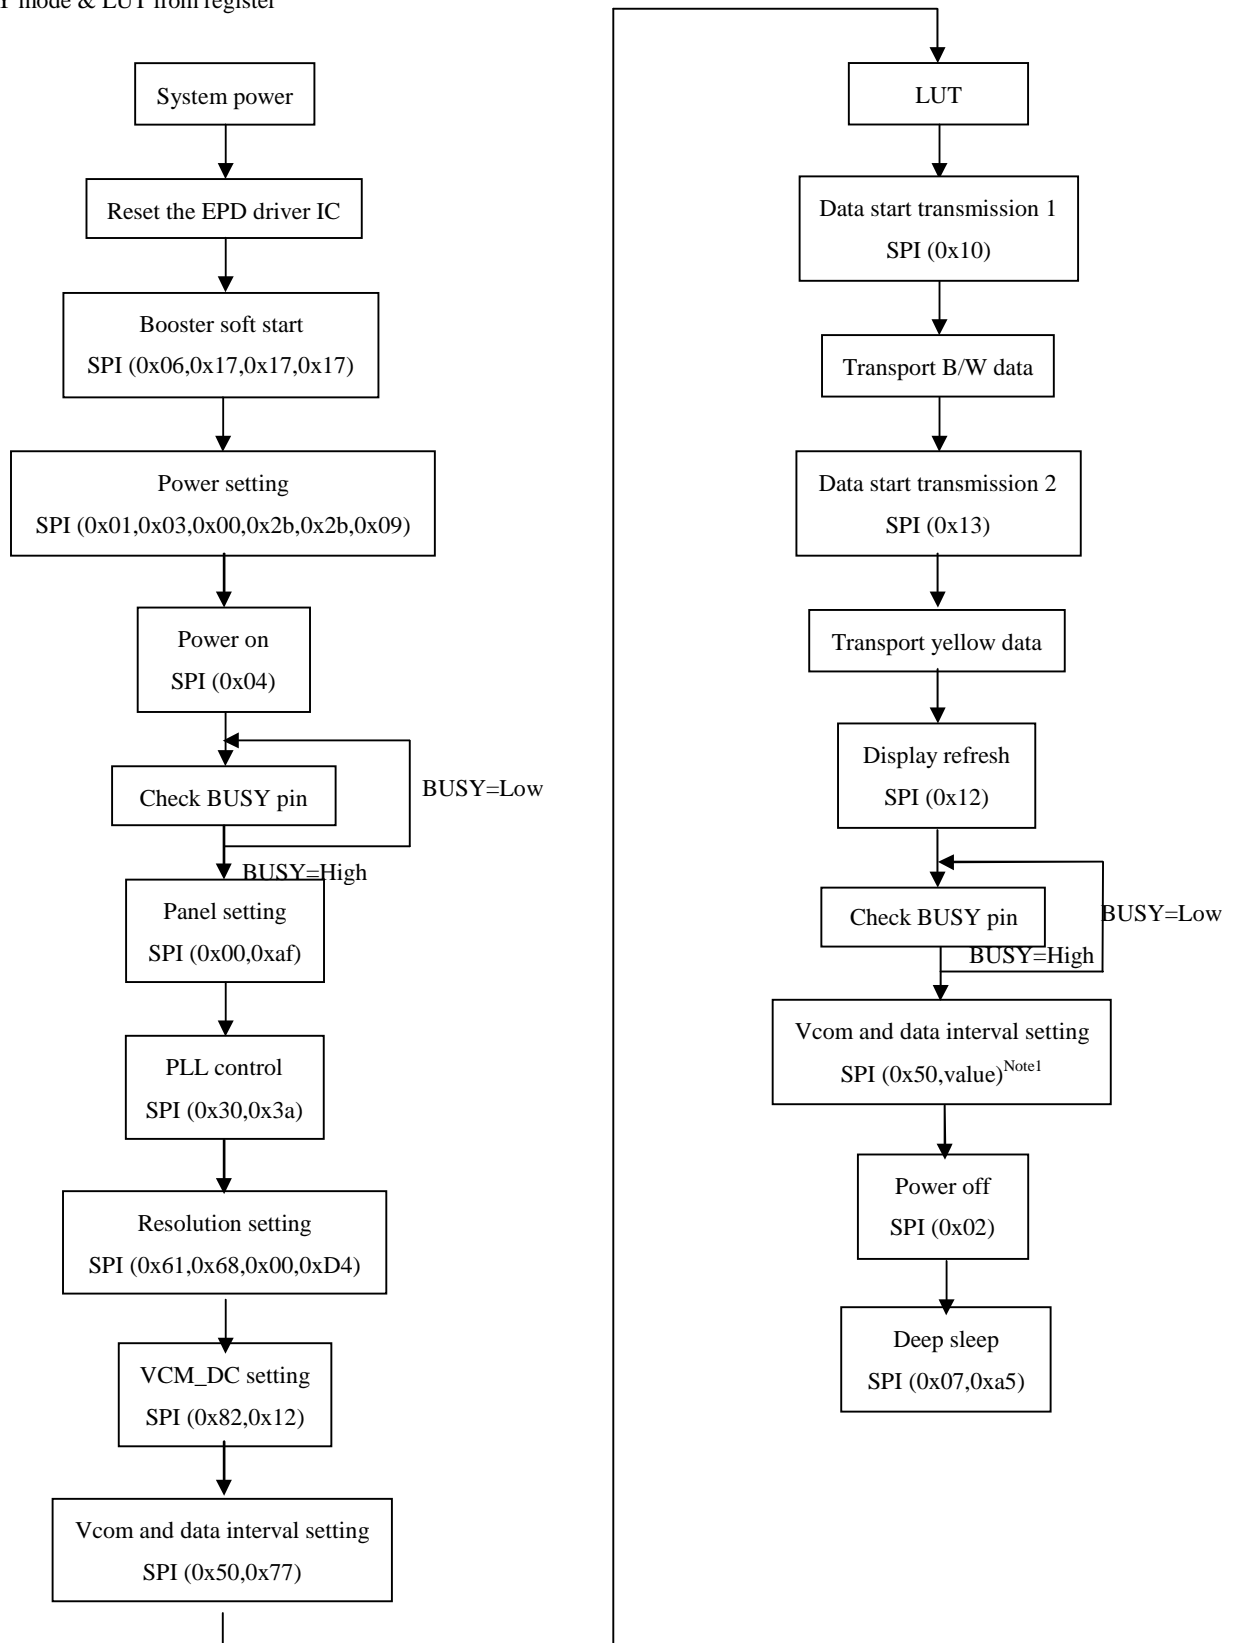 mode & LUT from register
System power
Reset the EPD driver IC
Booster soft start
SPI (0x06,0x17,0x17,0x17)
Power setting
SPI (0x01,0x03,0x00,0x2b,0x2b,0x09)
Power on
SPI (0x04)
Check BUSY pin
BUSY=Low
BUSY=High
Panel setting
SPI (0x00,0xaf)
PLL control
SPI (0x30,0x3a)
Resolution setting
SPI (0x61,0x68,0x00,0xD4)
VCM_DC setting
SPI (0x82,0x12)
Vcom and data interval setting
SPI (0x50,0x77)
LUT
Data start transmission 1
SPI (0x10)
Transport B/W data
Data start transmission 2
SPI (0x13)
Transport yellow data
Display refresh
SPI (0x12)
Check BUSY pin
BUSY=Low
BUSY=High
Vcom and data interval setting
SPI (0x50,value)Note1
Power off
SPI (0x02)
Deep sleep
SPI (0x07,0xa5)